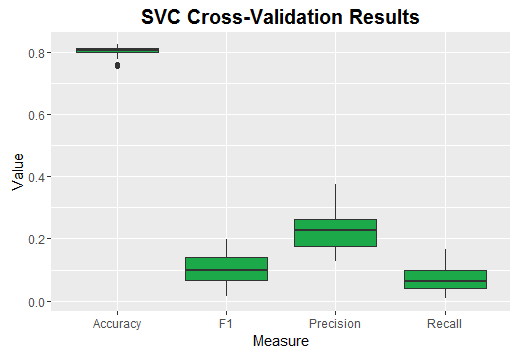 SVC Cross-Validation Results
Value
0.8
0.6
0.4
0.2
0.0
Accuracy F1 Precision Recall
Measure